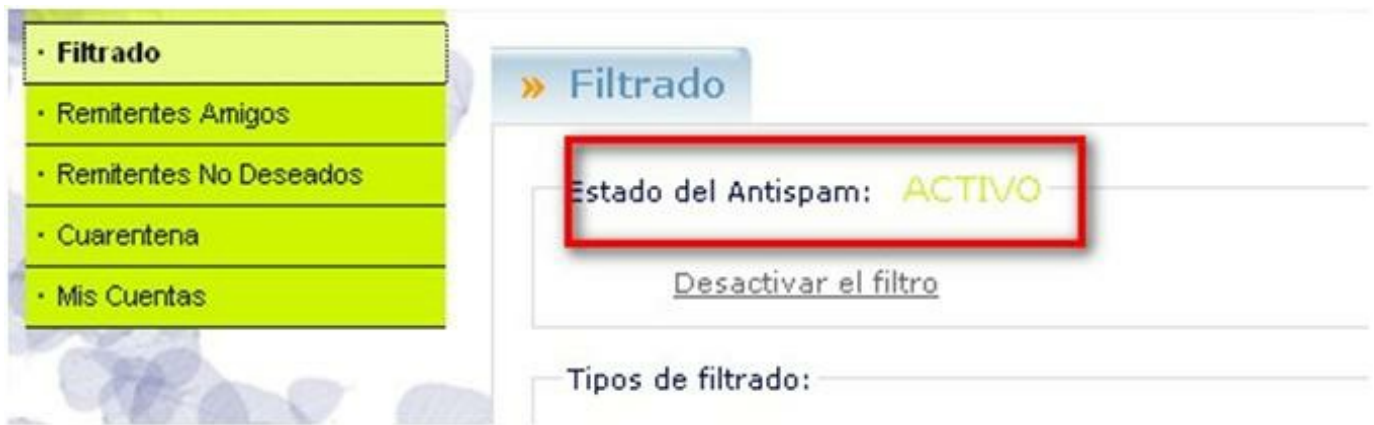 · Filtrado
· Remitentes Amigos
· Remitentes No Deseados
· Cuarentena
· Mis Cuentas
» Filtrado
Estado del Antispam: ACTIVO
Desactivar el filtro
Tipos de filtrado: